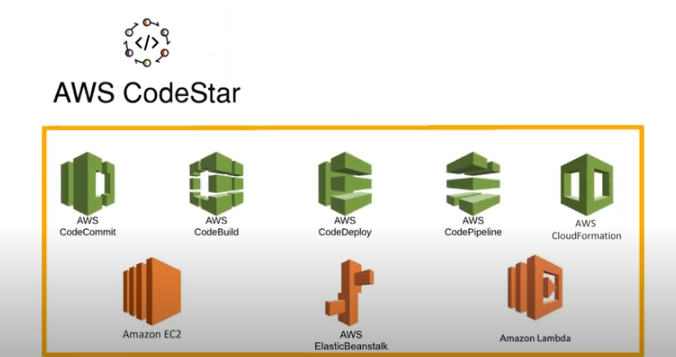 </>
AWS CodeStar
AWS
CodeCommit
AWS
CodeBuild
AWS
CodeDeploy
AWS
CodePipeline
AWS
CloudFormation
Amazon EC2
AWS
ElasticBeanstalk
Amazon Lambda